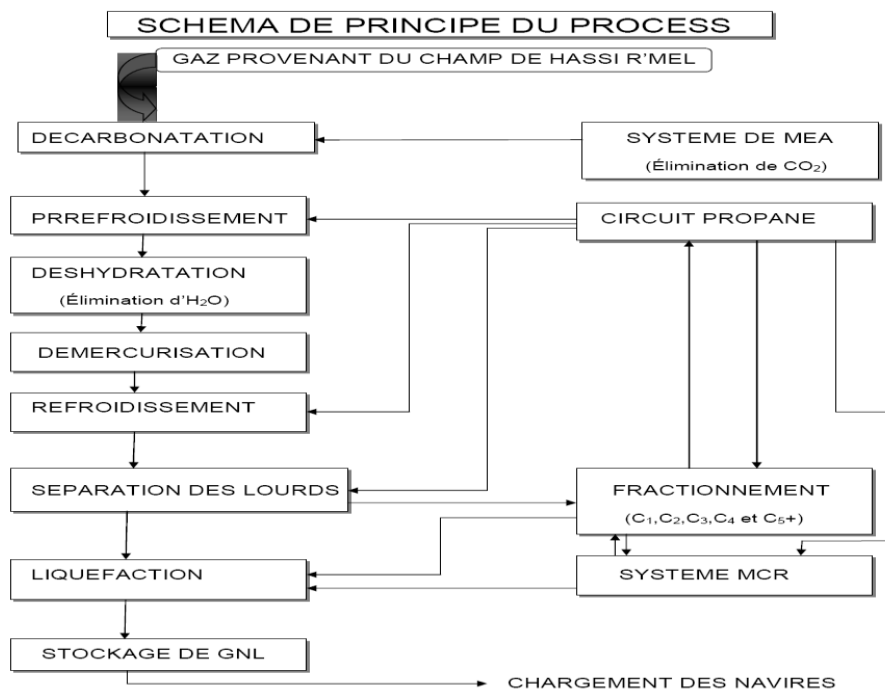 SCHEMA DE PRINCIPE DU PROCESS
GAZ PROVENANT DU CHAMP DE HASSI R'MEL
DECARBONATATION
SYSTEME DE MEA
(Élimination de CO₂)
PRREFROIDISSEMENT
CIRCUIT PROPANE
DESHYDRATATION
(Élimination d'H₂O)
DEMERCURISATION
REFROIDISSEMENT
SEPARATION DES LOURDS
FRACTIONNEMENT
(C₁,C₂,C₃,C₄ et C₅+)
LIQUEFACTION
SYSTEME MCR
STOCKAGE DE GNL
CHARGEMENT DES NAVIRES